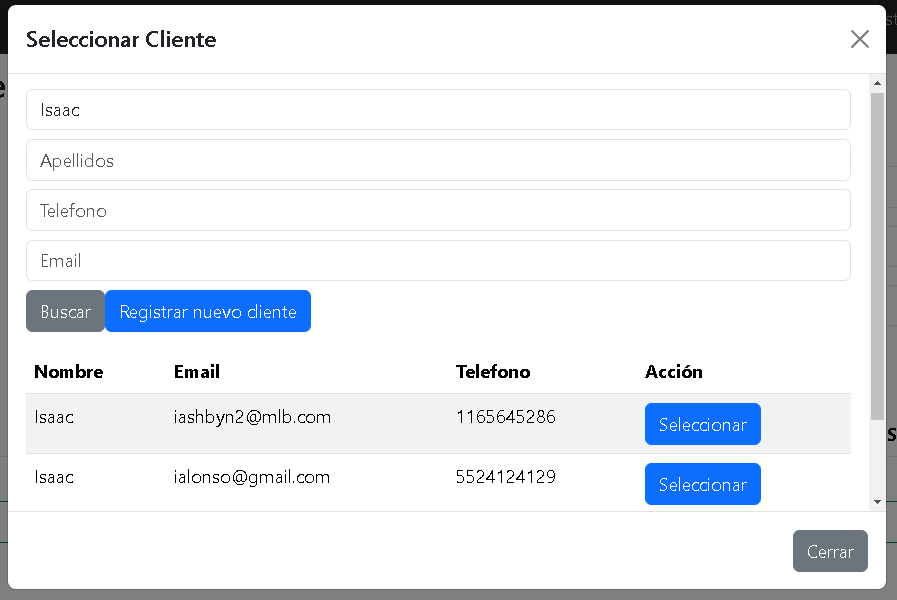 Seleccionar Cliente
Isaac
Apellidos
Telefono
Email
Buscar Registrar nuevo cliente
Nombre Email Telefono Acción
Isaac iashbyn2@mlb.com 1165645286 Seleccionar
Isaac ialonso@gmail.com 5524124129 Seleccionar
Cerrar